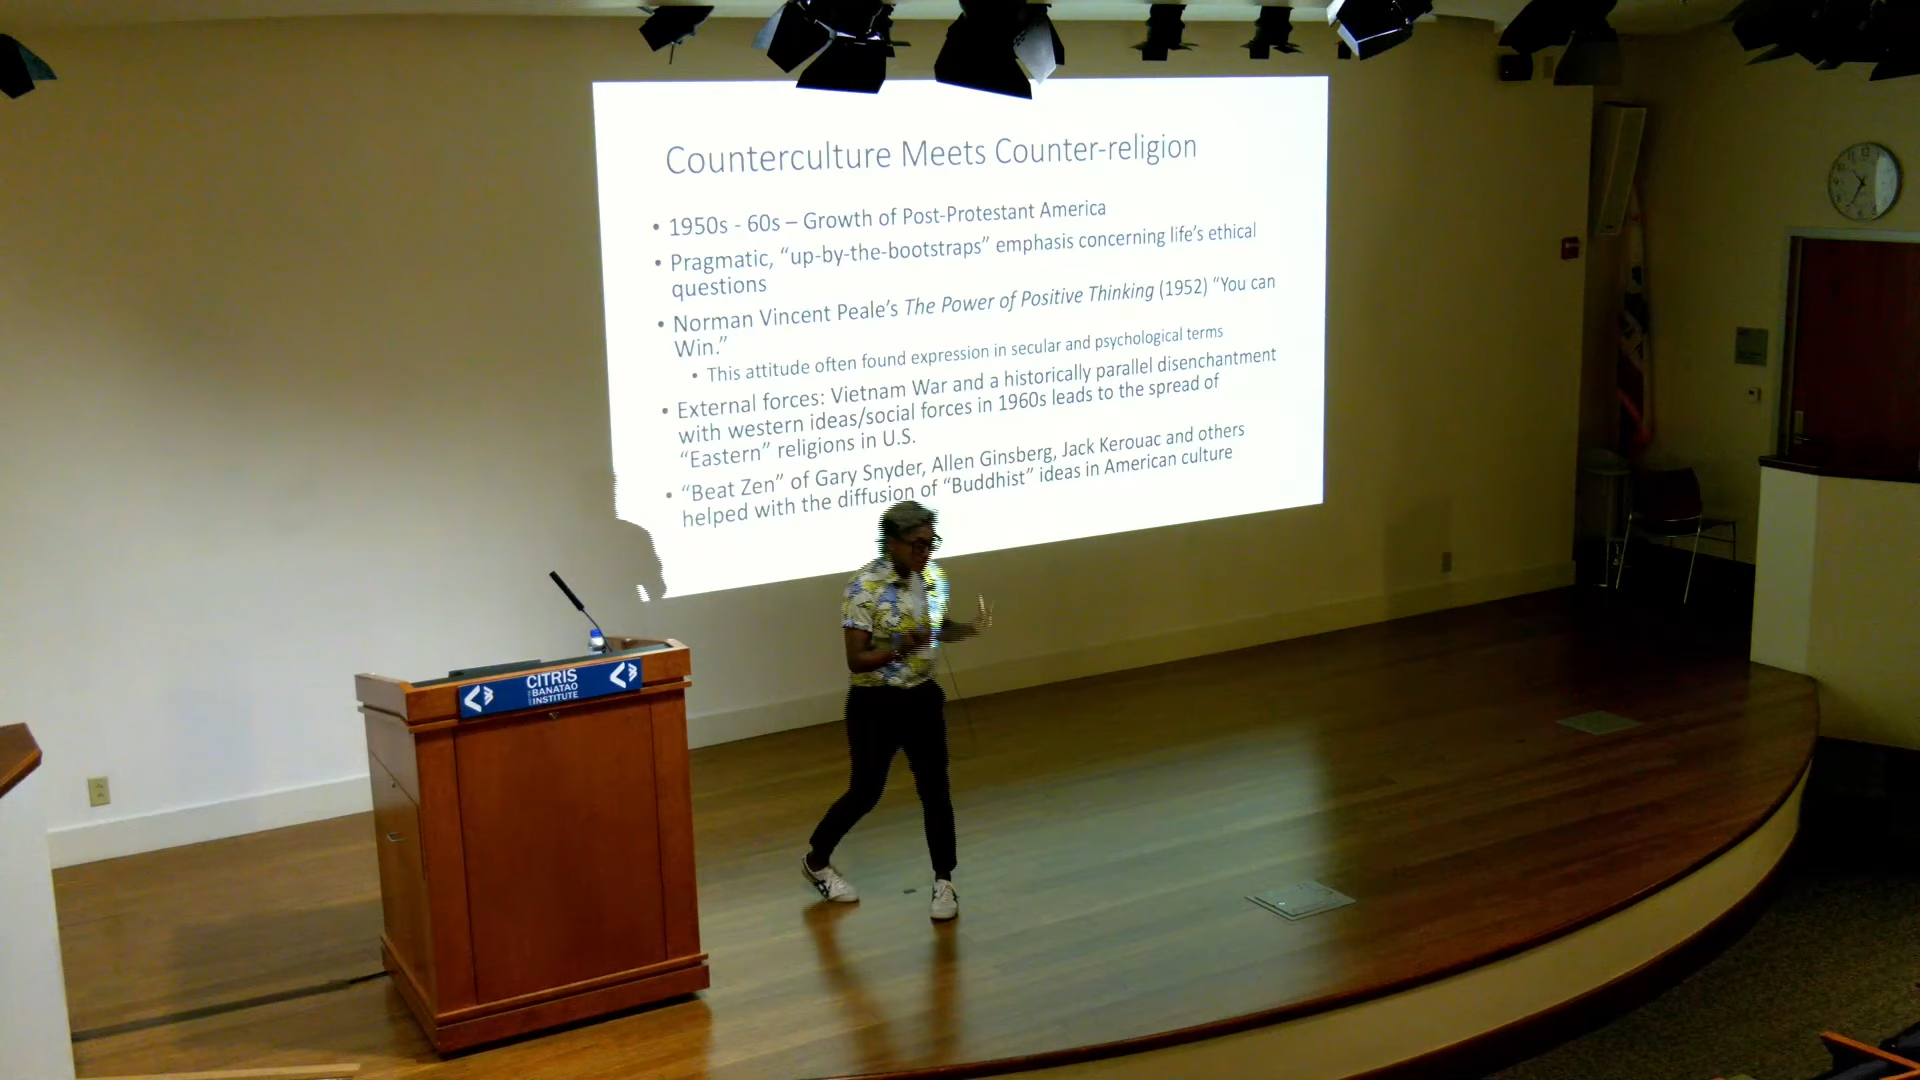 Counterculture Meets Counter-religion
• 1950s - 60s – Growth of Post-Protestant America
• Pragmatic, “up-by-the-bootstraps” emphasis concerning life’s ethical
questions
• Norman Vincent Peale’s The Power of Positive Thinking (1952) “You can
Win.”
• This attitude often found expression in secular and psychological terms
• External forces: Vietnam War and a historically parallel disenchantment
with western ideas/social forces in 1960s leads to the spread of
“Eastern” religions in U.S.
• “Beat Zen” of Gary Snyder, Allen Ginsberg, Jack Kerouac and others
helped with the diffusion of “Buddhist” ideas in American culture
CITRIS
BANATAO
INSTITUTE